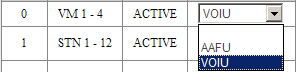 0 VM 1 - 4 ACTIVE VOIU
1 STN 1 - 12 ACTIVE
AAFU
VOIU